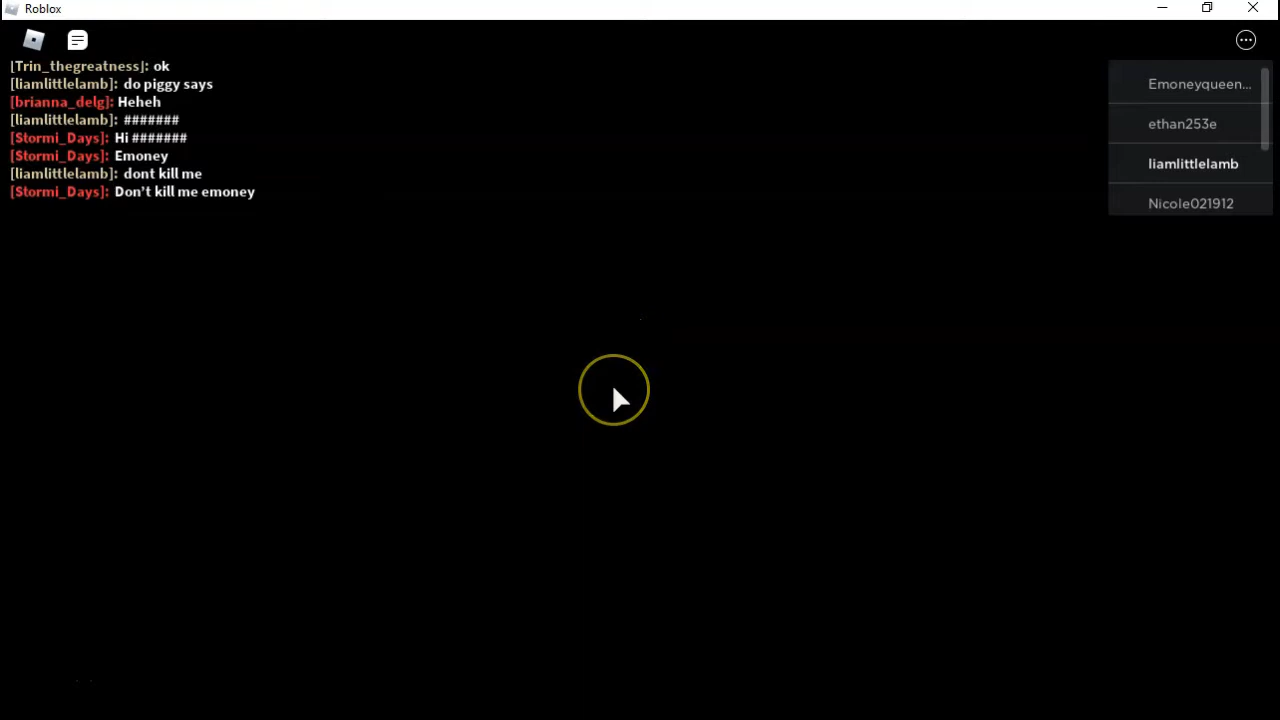 Roblox
[Trin_thegreatness]: ok
[liamlittlelamb]: do piggy says
[brianna_delg]: Heheh
[liamlittlelamb]: #######
[Stormi_Days]: Hi #######
[Stormi_Days]: Emoney
[liamlittlelamb]: dont kill me
[Stormi_Days]: Don't kill me emoney
Emoneyqueen...
ethan253e
liamlittlelamb
Nicole021912